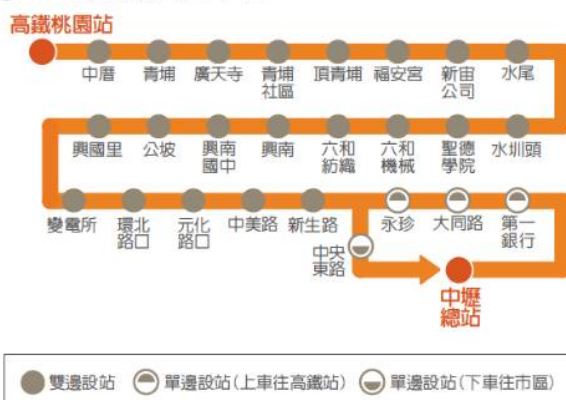 高鐵桃園站
中厝
青埔
廣天寺
青埔
社區
頂青埔
福安宮
新宙
公司
水尾
興國里
公坡
興南
國中
興南
六和
紡織
六和
機械
聖德
學院
水圳頭
變電所
環北
路口
元化
路口
中美路
新生路
中央
東路
永珍
大同路
第一
銀行
中壢
總站
雙邊設站
單邊設站(上車往高鐵站)
單邊設站(下車往市區)